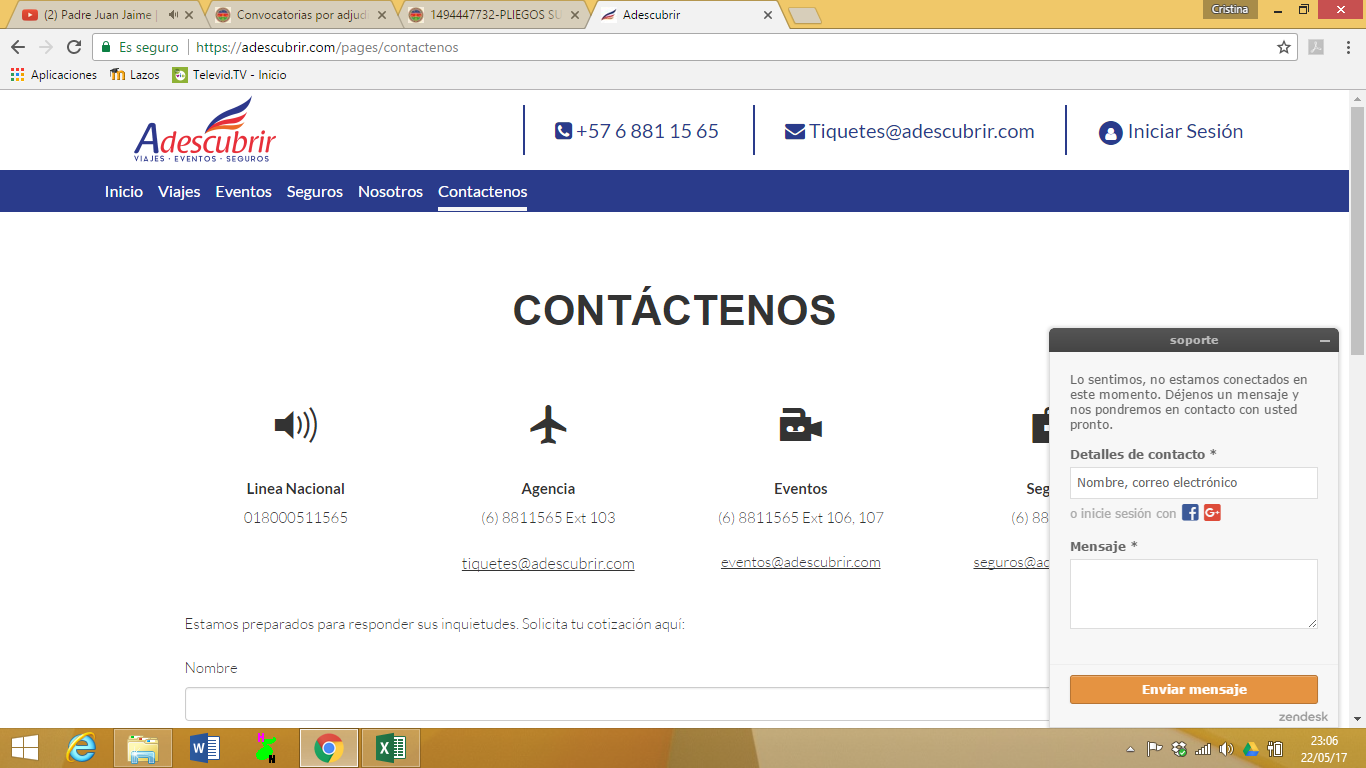 (2) Padre Juan Jaime |
Convocatorias por adjudi
1494447732-PLIEGOS SU
Adescubrir
Cristina
Es seguro | https://adescubrir.com/pages/contactenos
Aplicaciones Lazos Televid.TV - Inicio
Adescubrir
VIAJES · EVENTOS · SEGUROS
+57 6 881 15 65
Tiquetes@adescubrir.com
Iniciar Sesión
Inicio Viajes Eventos Seguros Nosotros Contactenos
CONTÁCTENOS
Linea Nacional
018000511565
Agencia
(6) 8811565 Ext 103
tiquetes@adescubrir.com
Eventos
(6) 8811565 Ext 106, 107
eventos@adescubrir.com
Seg
(6) 88
seguros@ad
Estamos preparados para responder sus inquietudes. Solicita tu cotización aquí:
Nombre
soporte
Lo sentimos, no estamos conectados en
este momento. Déjenos un mensaje y
nos pondremos en contacto con usted
pronto.
Detalles de contacto *
Nombre, correo electrónico
o inicie sesión con
Mensaje *
Enviar mensaje
zendesk
23:06
22/05/17